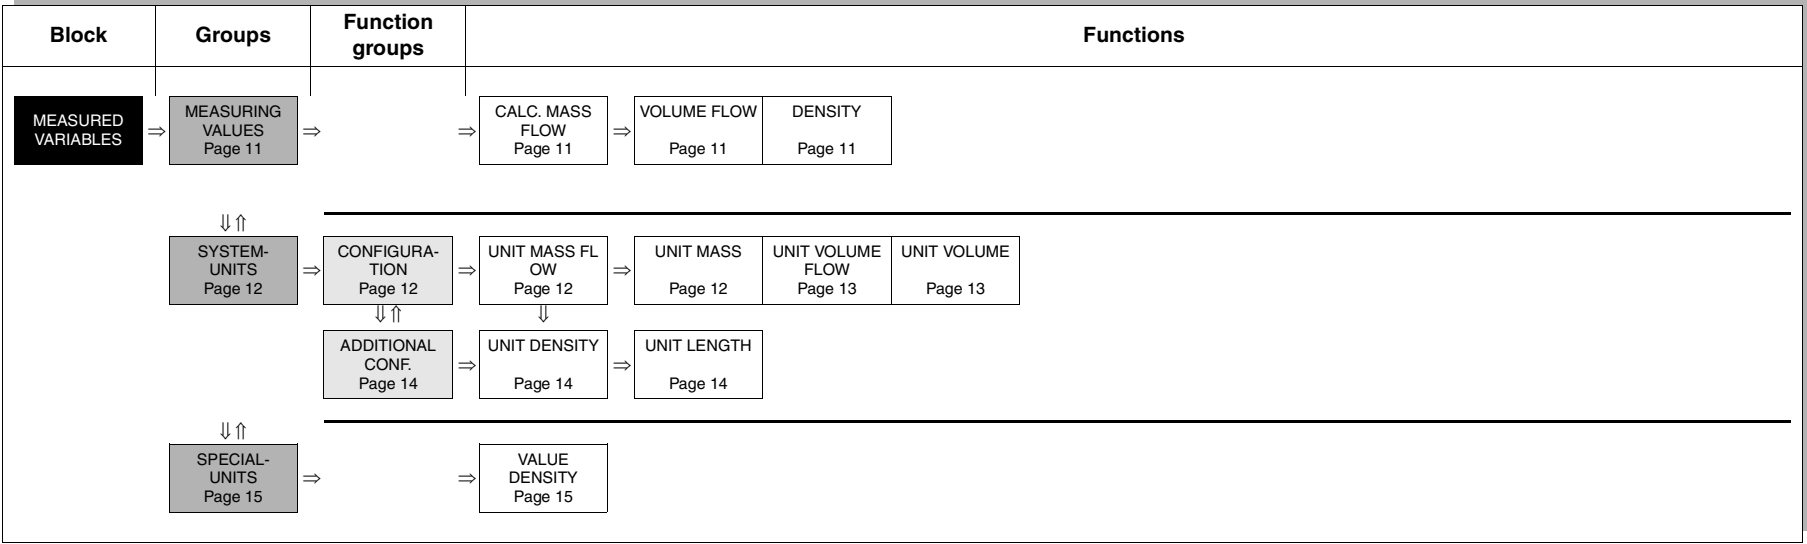 Block
Groups
Function
groups
Functions
MEASURED
VARIABLES
⇒
MEASURING
VALUES
Page 11
⇒
⇒
CALC. MASS
FLOW
Page 11
⇒
VOLUME FLOW
Page 11
DENSITY
Page 11
⇓⇑
SYSTEM-
UNITS
Page 12
⇒
CONFIGURA-
TION
Page 12
⇒
UNIT MASS FL
OW
Page 12
⇒
UNIT MASS
Page 12
UNIT VOLUME
FLOW
Page 13
UNIT VOLUME
Page 13
⇓⇑
⇓
ADDITIONAL
CONF.
Page 14
⇒
UNIT DENSITY
Page 14
⇒
UNIT LENGTH
Page 14
⇓⇑
SPECIAL-
UNITS
Page 15
⇒
⇒
VALUE
DENSITY
Page 15